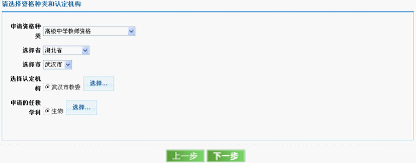 请选择资格种类和认定机构
申请资格种类 高级中学教师资格
选择省 湖北省
选择市 武汉市
选择认定机构 武汉市教委 选择...
申请的任教学科 生物 选择...
上一步 下一步